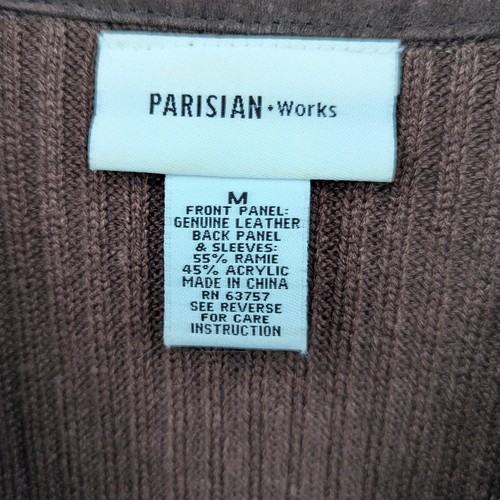 PARISIAN • Works
M
FRONT PANEL:
GENUINE LEATHER
BACK PANEL
& SLEEVES:
55% RAMIE
45% ACRYLIC
MADE IN CHINA
RN 63757
SEE REVERSE
FOR CARE
INSTRUCTION